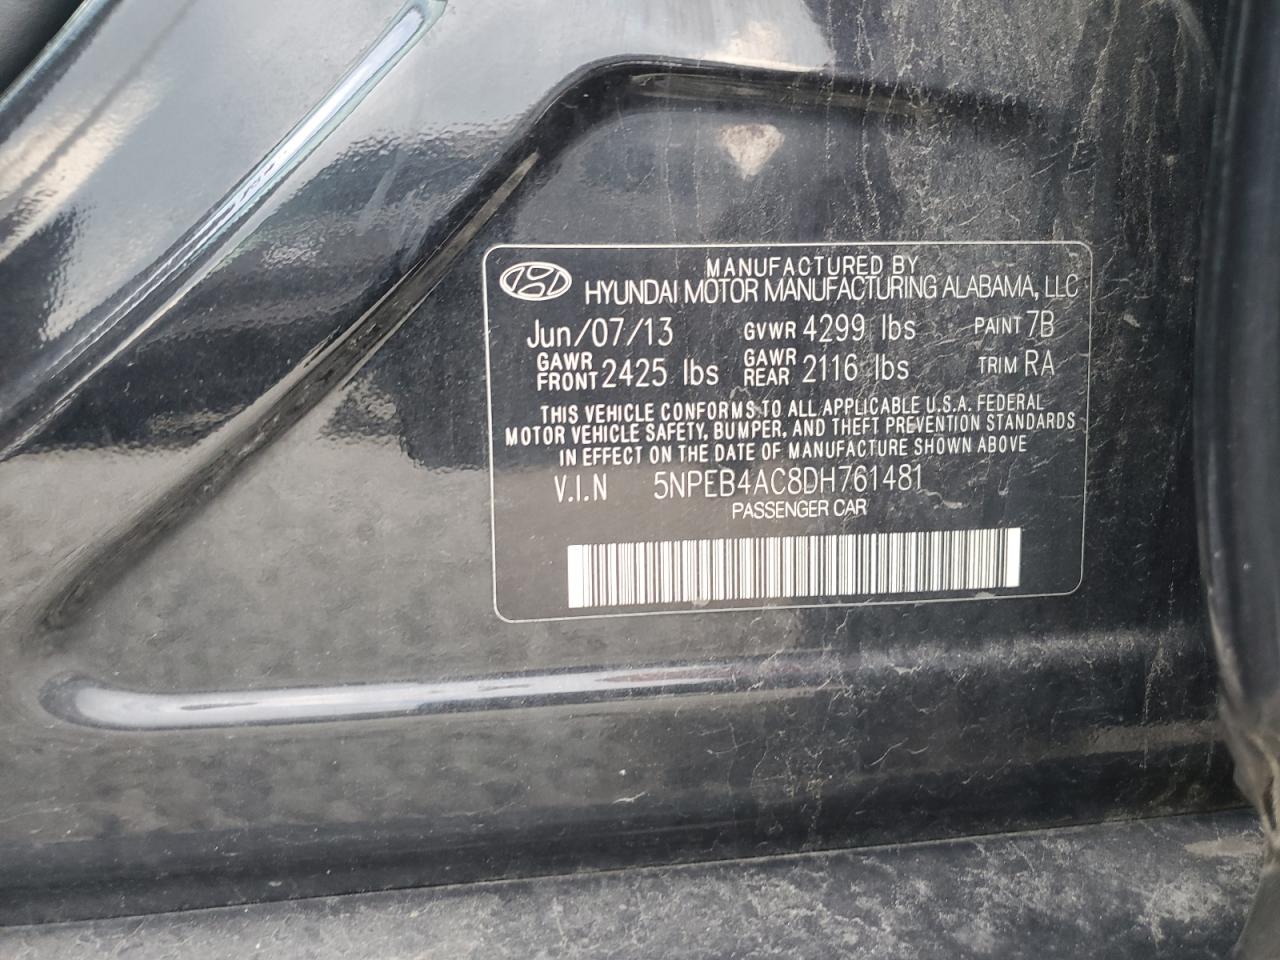 MANUFACTURED BY
HYUNDAI MOTOR MANUFACTURING ALABAMA, LLC
Jun/07/13 GVWR 4299 lbs PAINT 7B
GAWR FRONT 2425 lbs GAWR REAR 2116 lbs TRIM RA
THIS VEHICLE CONFORMS TO ALL APPLICABLE U.S.A. FEDERAL
MOTOR VEHICLE SAFETY, BUMPER, AND THEFT PREVENTION STANDARDS
IN EFFECT ON THE DATE OF MANUFACTURE SHOWN ABOVE
V.I.N 5NPEB4AC8DH761481
PASSENGER CAR